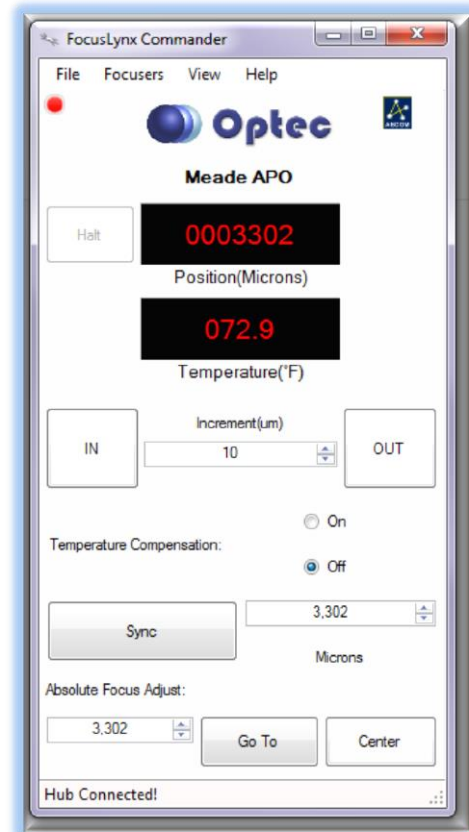 FocusLynx Commander
File Focusers View Help
Optec
ASCOM
Meade APO
Halt
0003302
Position(Microns)
072.9
Temperature(°F)
Increment(um)
IN
10
OUT
On
Temperature Compensation:
Off
3,302
Sync
Microns
Absolute Focus Adjust:
3,302
Go To
Center
Hub Connected!